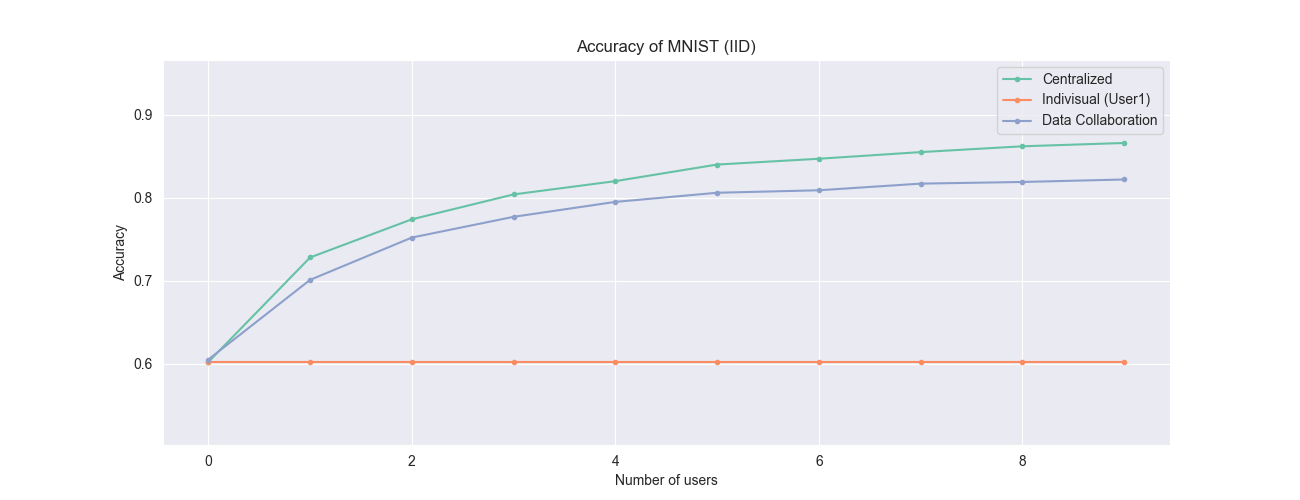 Accuracy of MNIST (IID)
Centralized
Indivisual (User1)
Data Collaboration
0.9
0.8
0.7
0.6
Accuracy
0 2 4 6 8
Number of users